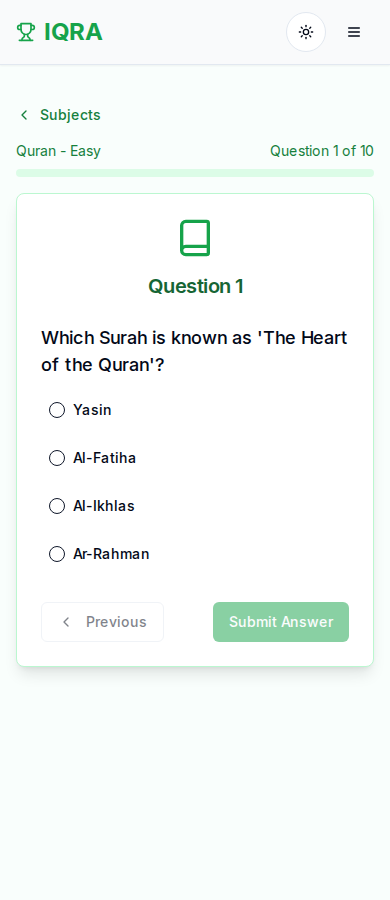 IQRA
Subjects
Quran - Easy
Question 1 of 10
Question 1
Which Surah is known as 'The Heart
of the Quran'?
Yasin
Al-Fatiha
Al-Ikhlas
Ar-Rahman
Previous
Submit Answer